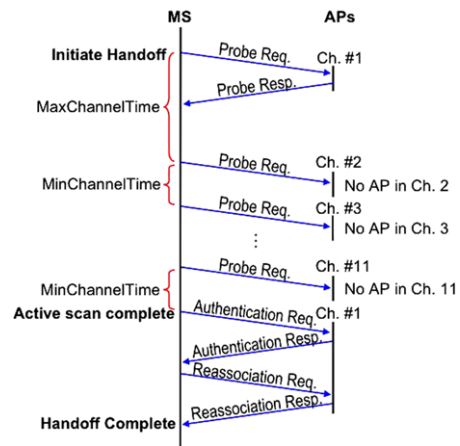 MS
APs
Initiate Handoff
Probe Req.
Ch. #1
Probe Resp.
MaxChannelTime
Probe Req.
Ch. #2
No AP in Ch. 2
MinChannelTime
Probe Req.
Ch. #3
No AP in Ch. 3
...
Probe Req.
Ch. #11
No AP in Ch. 11
MinChannelTime
Active scan complete
Authentication Req.
Ch. #1
Authentication Resp.
Reassociation Req.
Reassociation Resp.
Handoff Complete